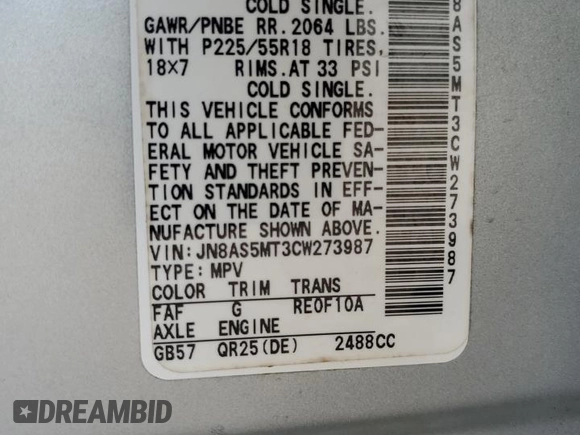 COLD SINGLE.
GAWR/PNBE RR. 2064 LBS.
WITH P225/55R18 TIRES,
18X7 RIMS. AT 33 PSI
COLD SINGLE.
THIS VEHICLE CONFORMS
TO ALL APPLICABLE FED-
ERAL MOTOR VEHICLE SA-
FETY AND THEFT PREVEN-
TION STANDARDS IN EFF-
ECT ON THE DATE OF MA-
NUFACTURE SHOWN ABOVE.
VIN: JN8AS5MT3CW273987
TYPE: MPV
COLOR TRIM TRANS
FAF G RE0F10A
AXLE ENGINE
GB57 QR25(DE) 2488CC
8AS5MT3CW273987
DREAMBID